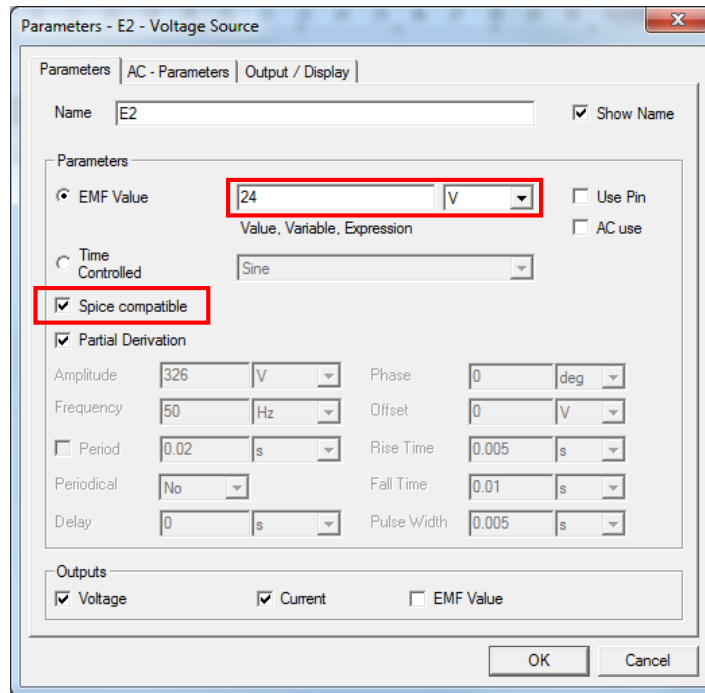 Parameters - E2 - Voltage Source
Parameters AC - Parameters Output / Display
Name E2 Show Name
Parameters
EMF Value 24 V Use Pin
Value, Variable, Expression AC use
Time
Controlled Sine
Spice compatible
Partial Derivation
Amplitude 326 V Phase 0 deg
Frequency 50 Hz Offset 0 V
Period 0.02 s Rise Time 0.005 s
Periodical No Fall Time 0.01 s
Delay 0 s Pulse Width 0.005 s
Outputs
Voltage Current EMF Value
OK Cancel